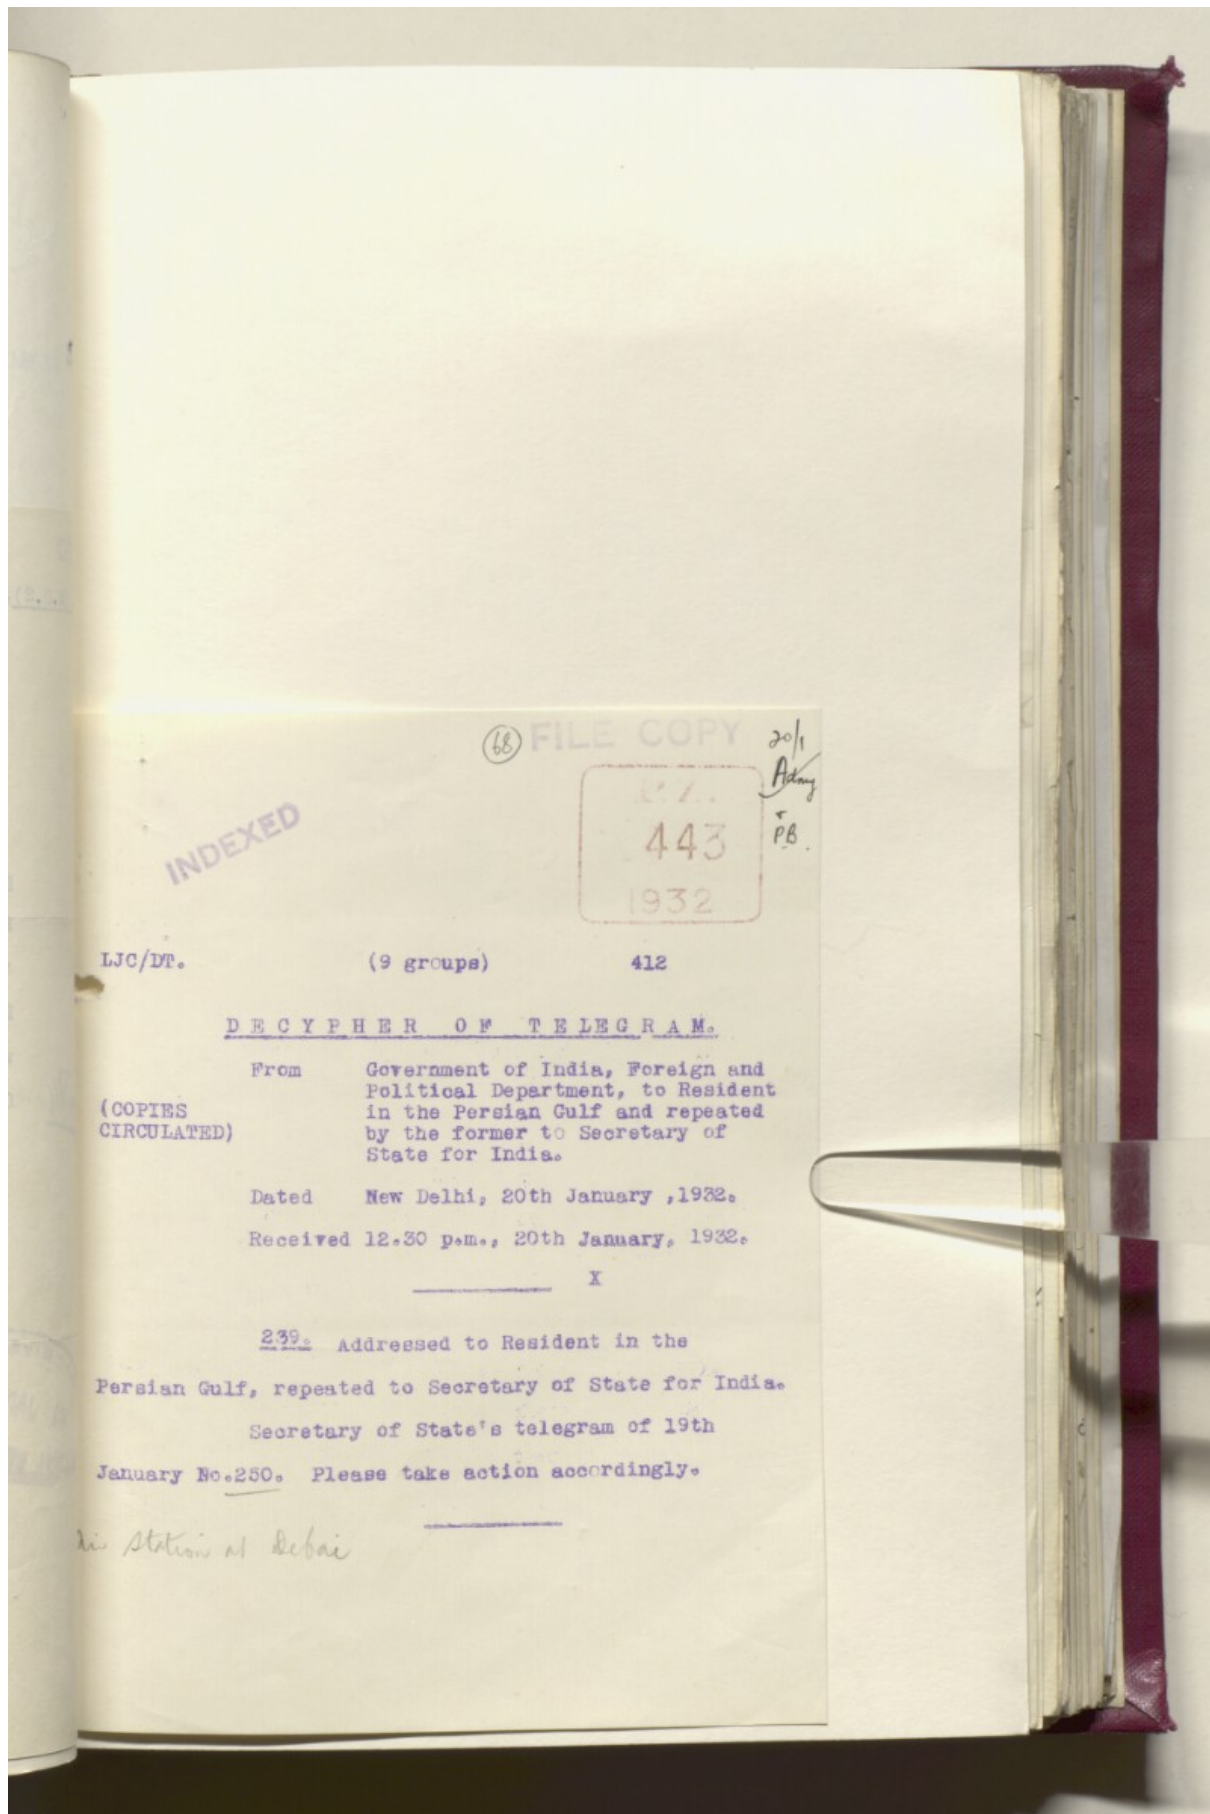 68 FILE COPY
20/1
Admy
P.Z.
443
1932
P.B.
INDEXED
LJC/DT. (9 groups) 412
DECYPHER OF TELEGRAM.
From Government of India, Foreign and
Political Department, to Resident
(COPIES in the Persian Gulf and repeated
CIRCULATED) by the former to Secretary of
State for India.
Dated New Delhi, 20th January ,1932.
Received 12.30 p.m., 20th January, 1932.
X
239. Addressed to Resident in the
Persian Gulf, repeated to Secretary of State for India.
Secretary of State's telegram of 19th
January No.250. Please take action accordingly.
Air Station at Debai